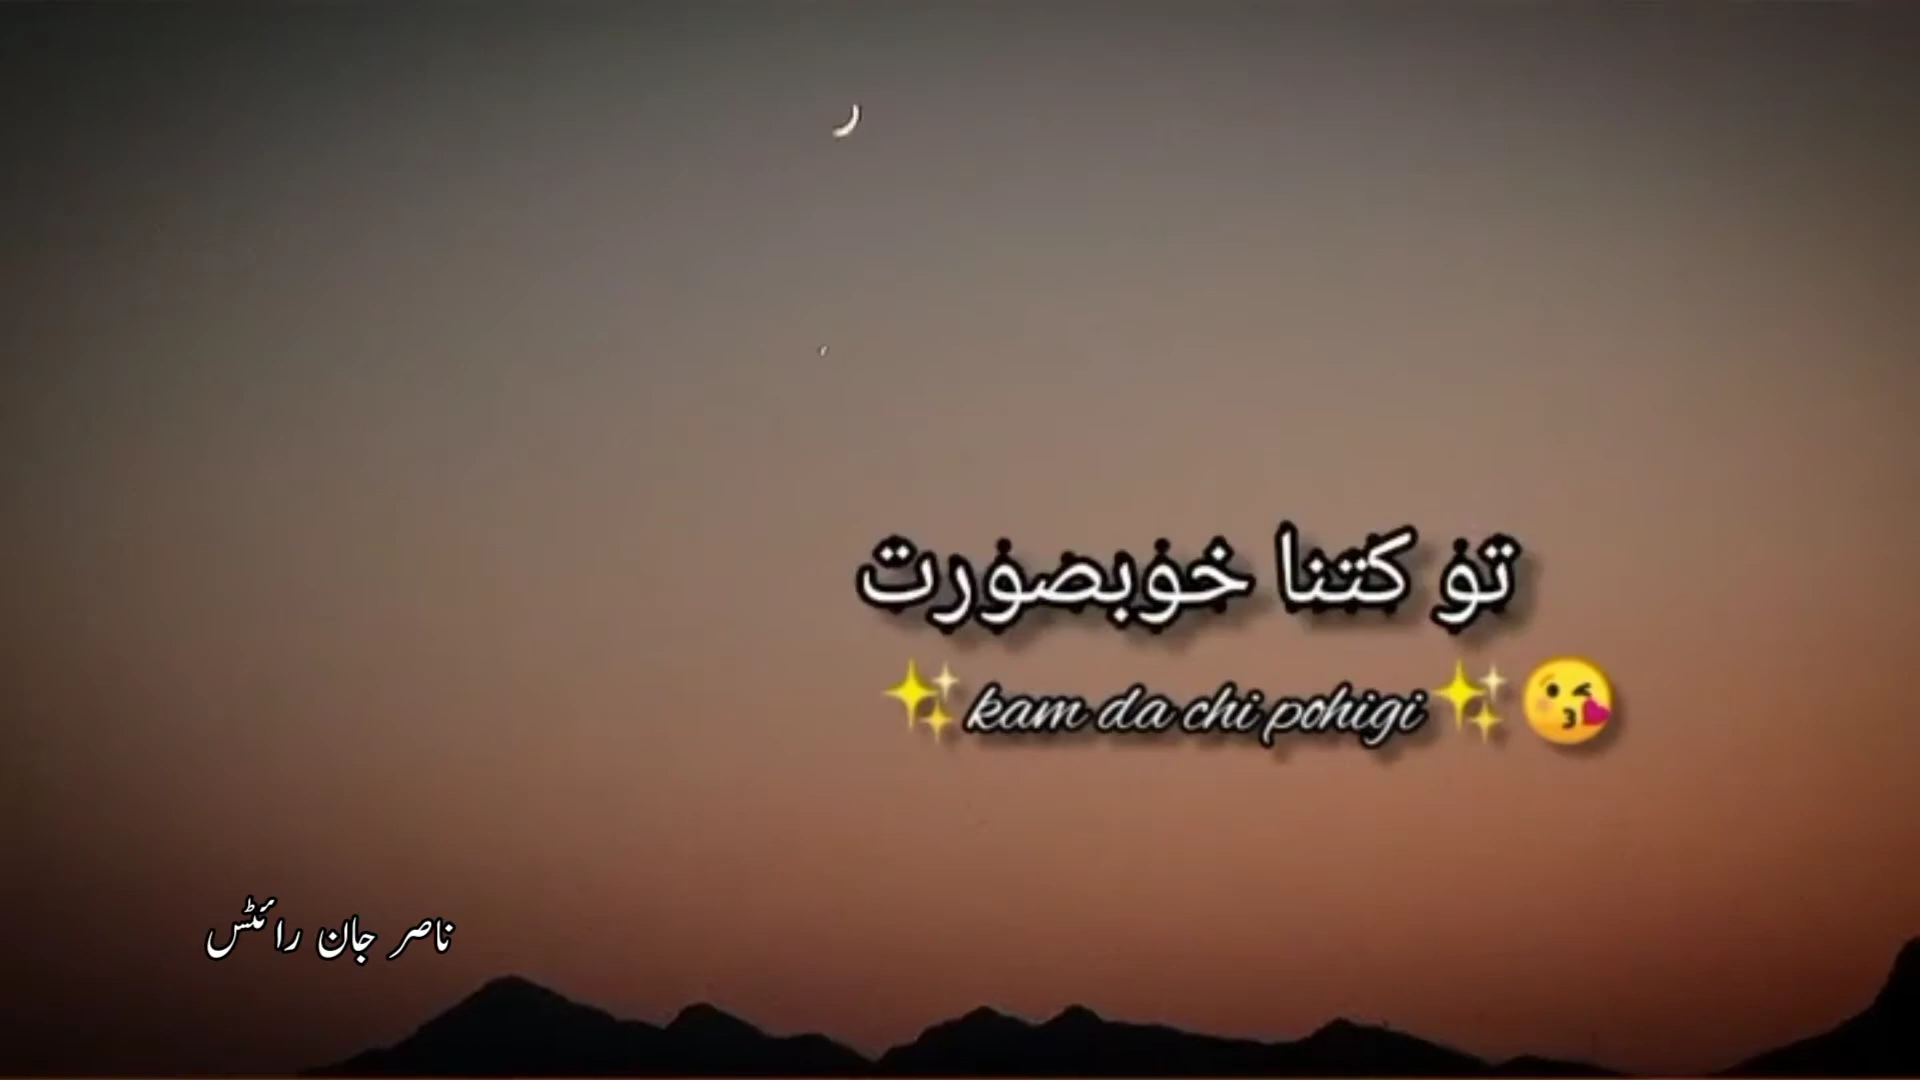 تو کتنا خوبصورت
✨kam da chi pohigi✨😘
ناصر جان رائٹس